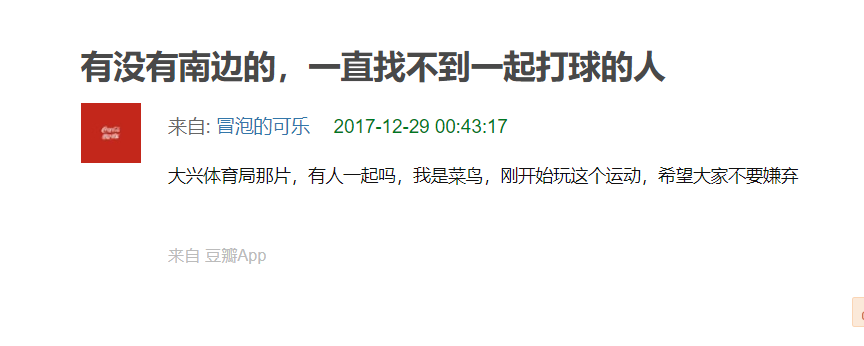 有没有南边的，一直找不到一起打球的人
来自: 冒泡的可乐 2017-12-29 00:43:17
大兴体育局那片，有人一起吗，我是菜鸟，刚开始玩这个运动，希望大家不要嫌弃
来自 豆瓣App